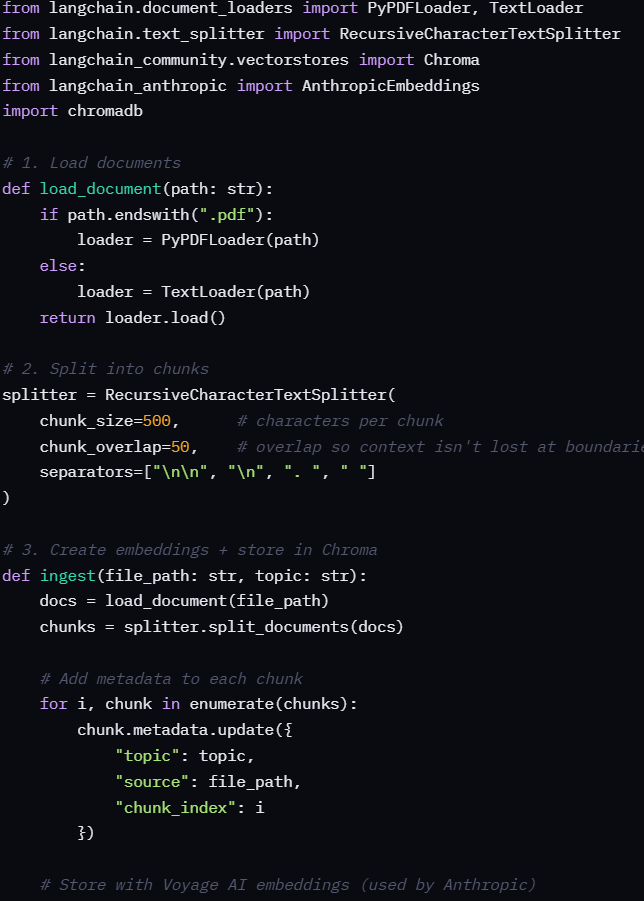 from langchain.document_loaders import PyPDFLoader, TextLoader
from langchain.text_splitter import RecursiveCharacterTextSplitter
from langchain_community.vectorstores import Chroma
from langchain_anthropic import AnthropicEmbeddings
import chromadb

# 1. Load documents
def load_document(path: str):
    if path.endswith(".pdf"):
        loader = PyPDFLoader(path)
    else:
        loader = TextLoader(path)
    return loader.load()

# 2. Split into chunks
splitter = RecursiveCharacterTextSplitter(
    chunk_size=500,      # characters per chunk
    chunk_overlap=50,    # overlap so context isn't lost at boundarie
    separators=["\n\n", "\n", ". ", " "]
)

# 3. Create embeddings + store in Chroma
def ingest(file_path: str, topic: str):
    docs = load_document(file_path)
    chunks = splitter.split_documents(docs)

    # Add metadata to each chunk
    for i, chunk in enumerate(chunks):
        chunk.metadata.update({
            "topic": topic,
            "source": file_path,
            "chunk_index": i
        })

    # Store with Voyage AI embeddings (used by Anthropic)